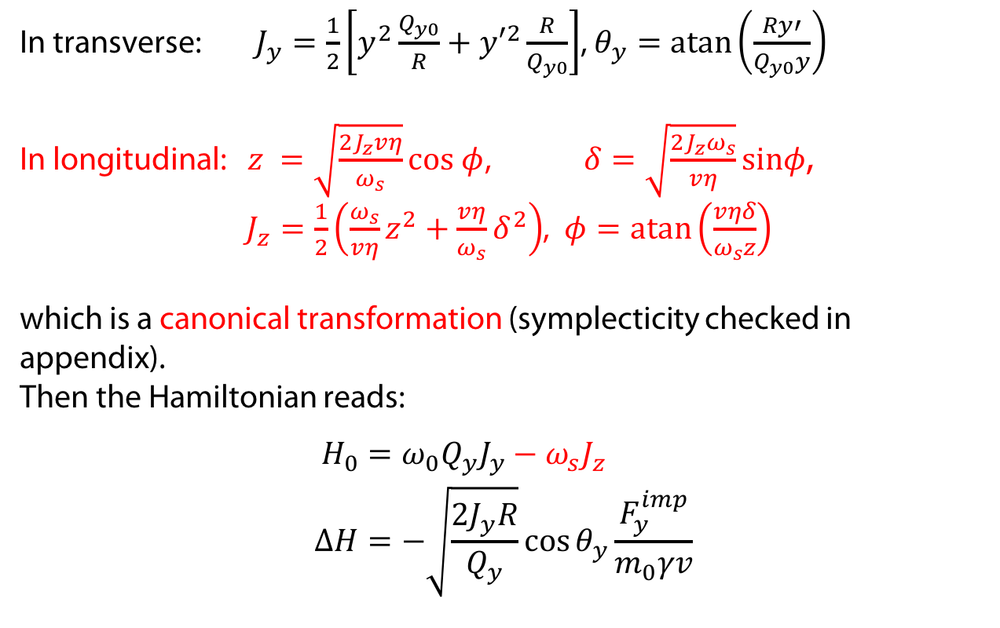 In transverse: $J_y = \frac{1}{2}\left[y^2 \frac{Q_{y0}}{R} + y'^2 \frac{R}{Q_{y0}}\right], \theta_y = \text{atan}\left(\frac{Ry'}{Q_{y0}y}\right)$
In longitudinal: $z = \sqrt{\frac{2J_z v\eta}{\omega_s}} \cos\phi,$ $\delta = \sqrt{\frac{2J_z\omega_s}{v\eta}} \sin\phi,$
$J_z = \frac{1}{2}\left(\frac{\omega_s}{v\eta} z^2 + \frac{v\eta}{\omega_s} \delta^2\right), \phi = \text{atan}\left(\frac{v\eta\delta}{\omega_s z}\right)$
which is a canonical transformation (symplecticity checked in
appendix).
Then the Hamiltonian reads:
$H_0 = \omega_0 Q_y J_y - \omega_s J_z$
$\Delta H = -\sqrt{\frac{2J_y R}{Q_y}} \cos\theta_y \frac{F_y^{imp}}{m_0 \gamma v}$